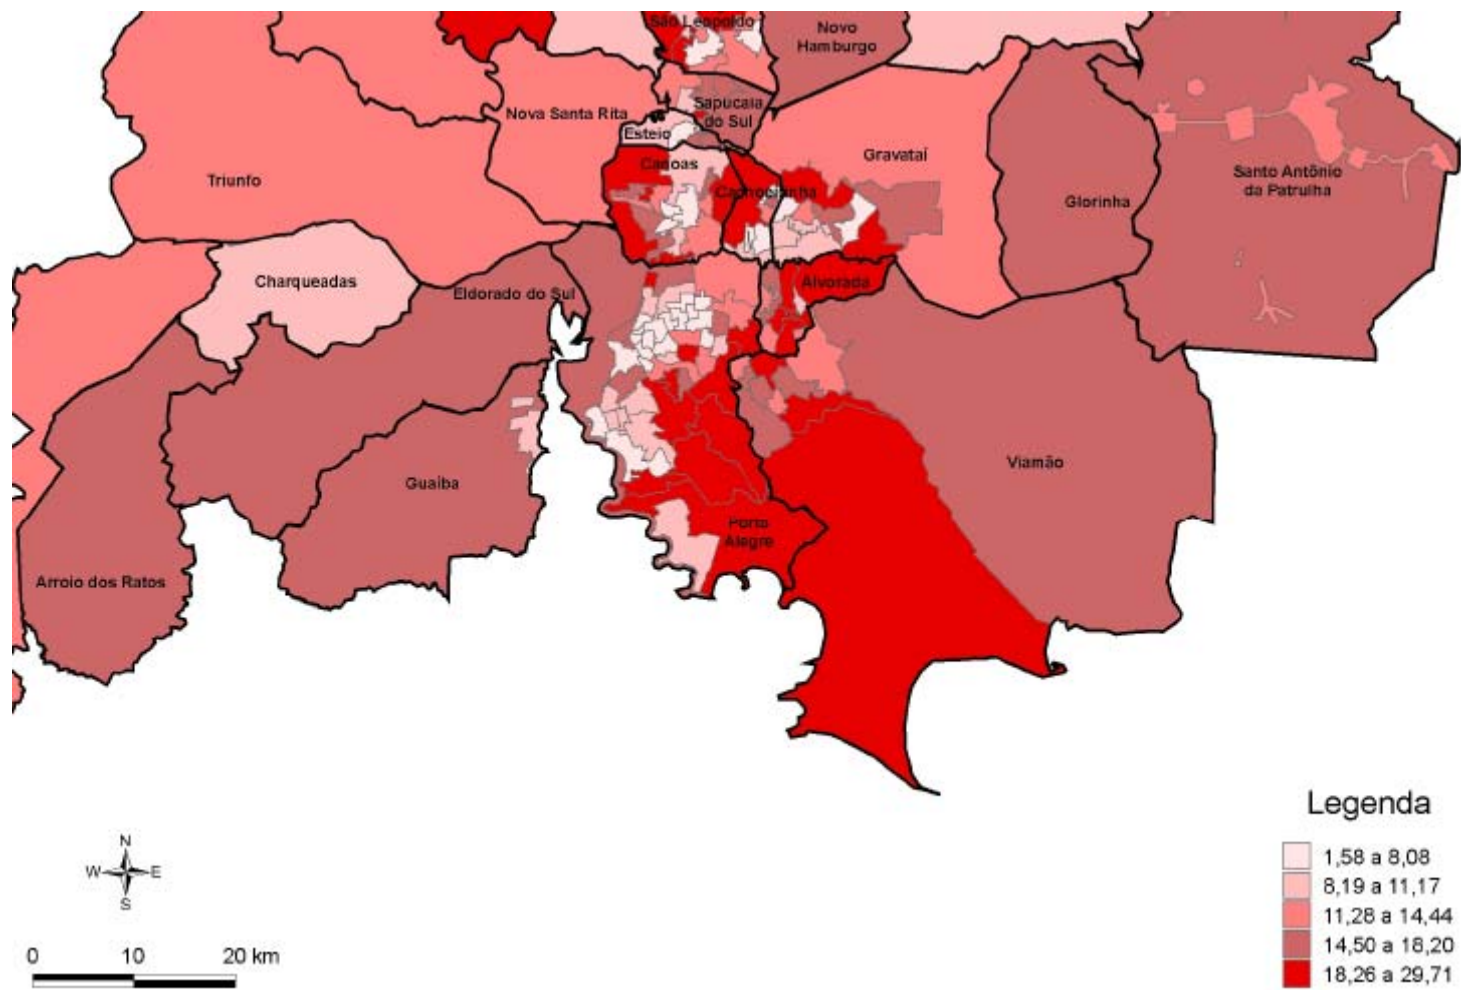 São Leopoldo
Novo
Hamburgo
Nova Santa Rita
Sapucaia
do Sul
Esteio
Canoas
Gravataí
Triunfo
Cachoeirinha
Glorinha
Santo Antônio
da Patrulha
Charqueadas
Eldorado do Sul
Alvorada
Viamão
Guaíba
Porto
Alegre
Arroio dos Ratos
Legenda
1,58 a 8,08
8,19 a 11,17
11,28 a 14,44
14,50 a 18,20
18,26 a 29,71
N
W E
S
0 10 20 km